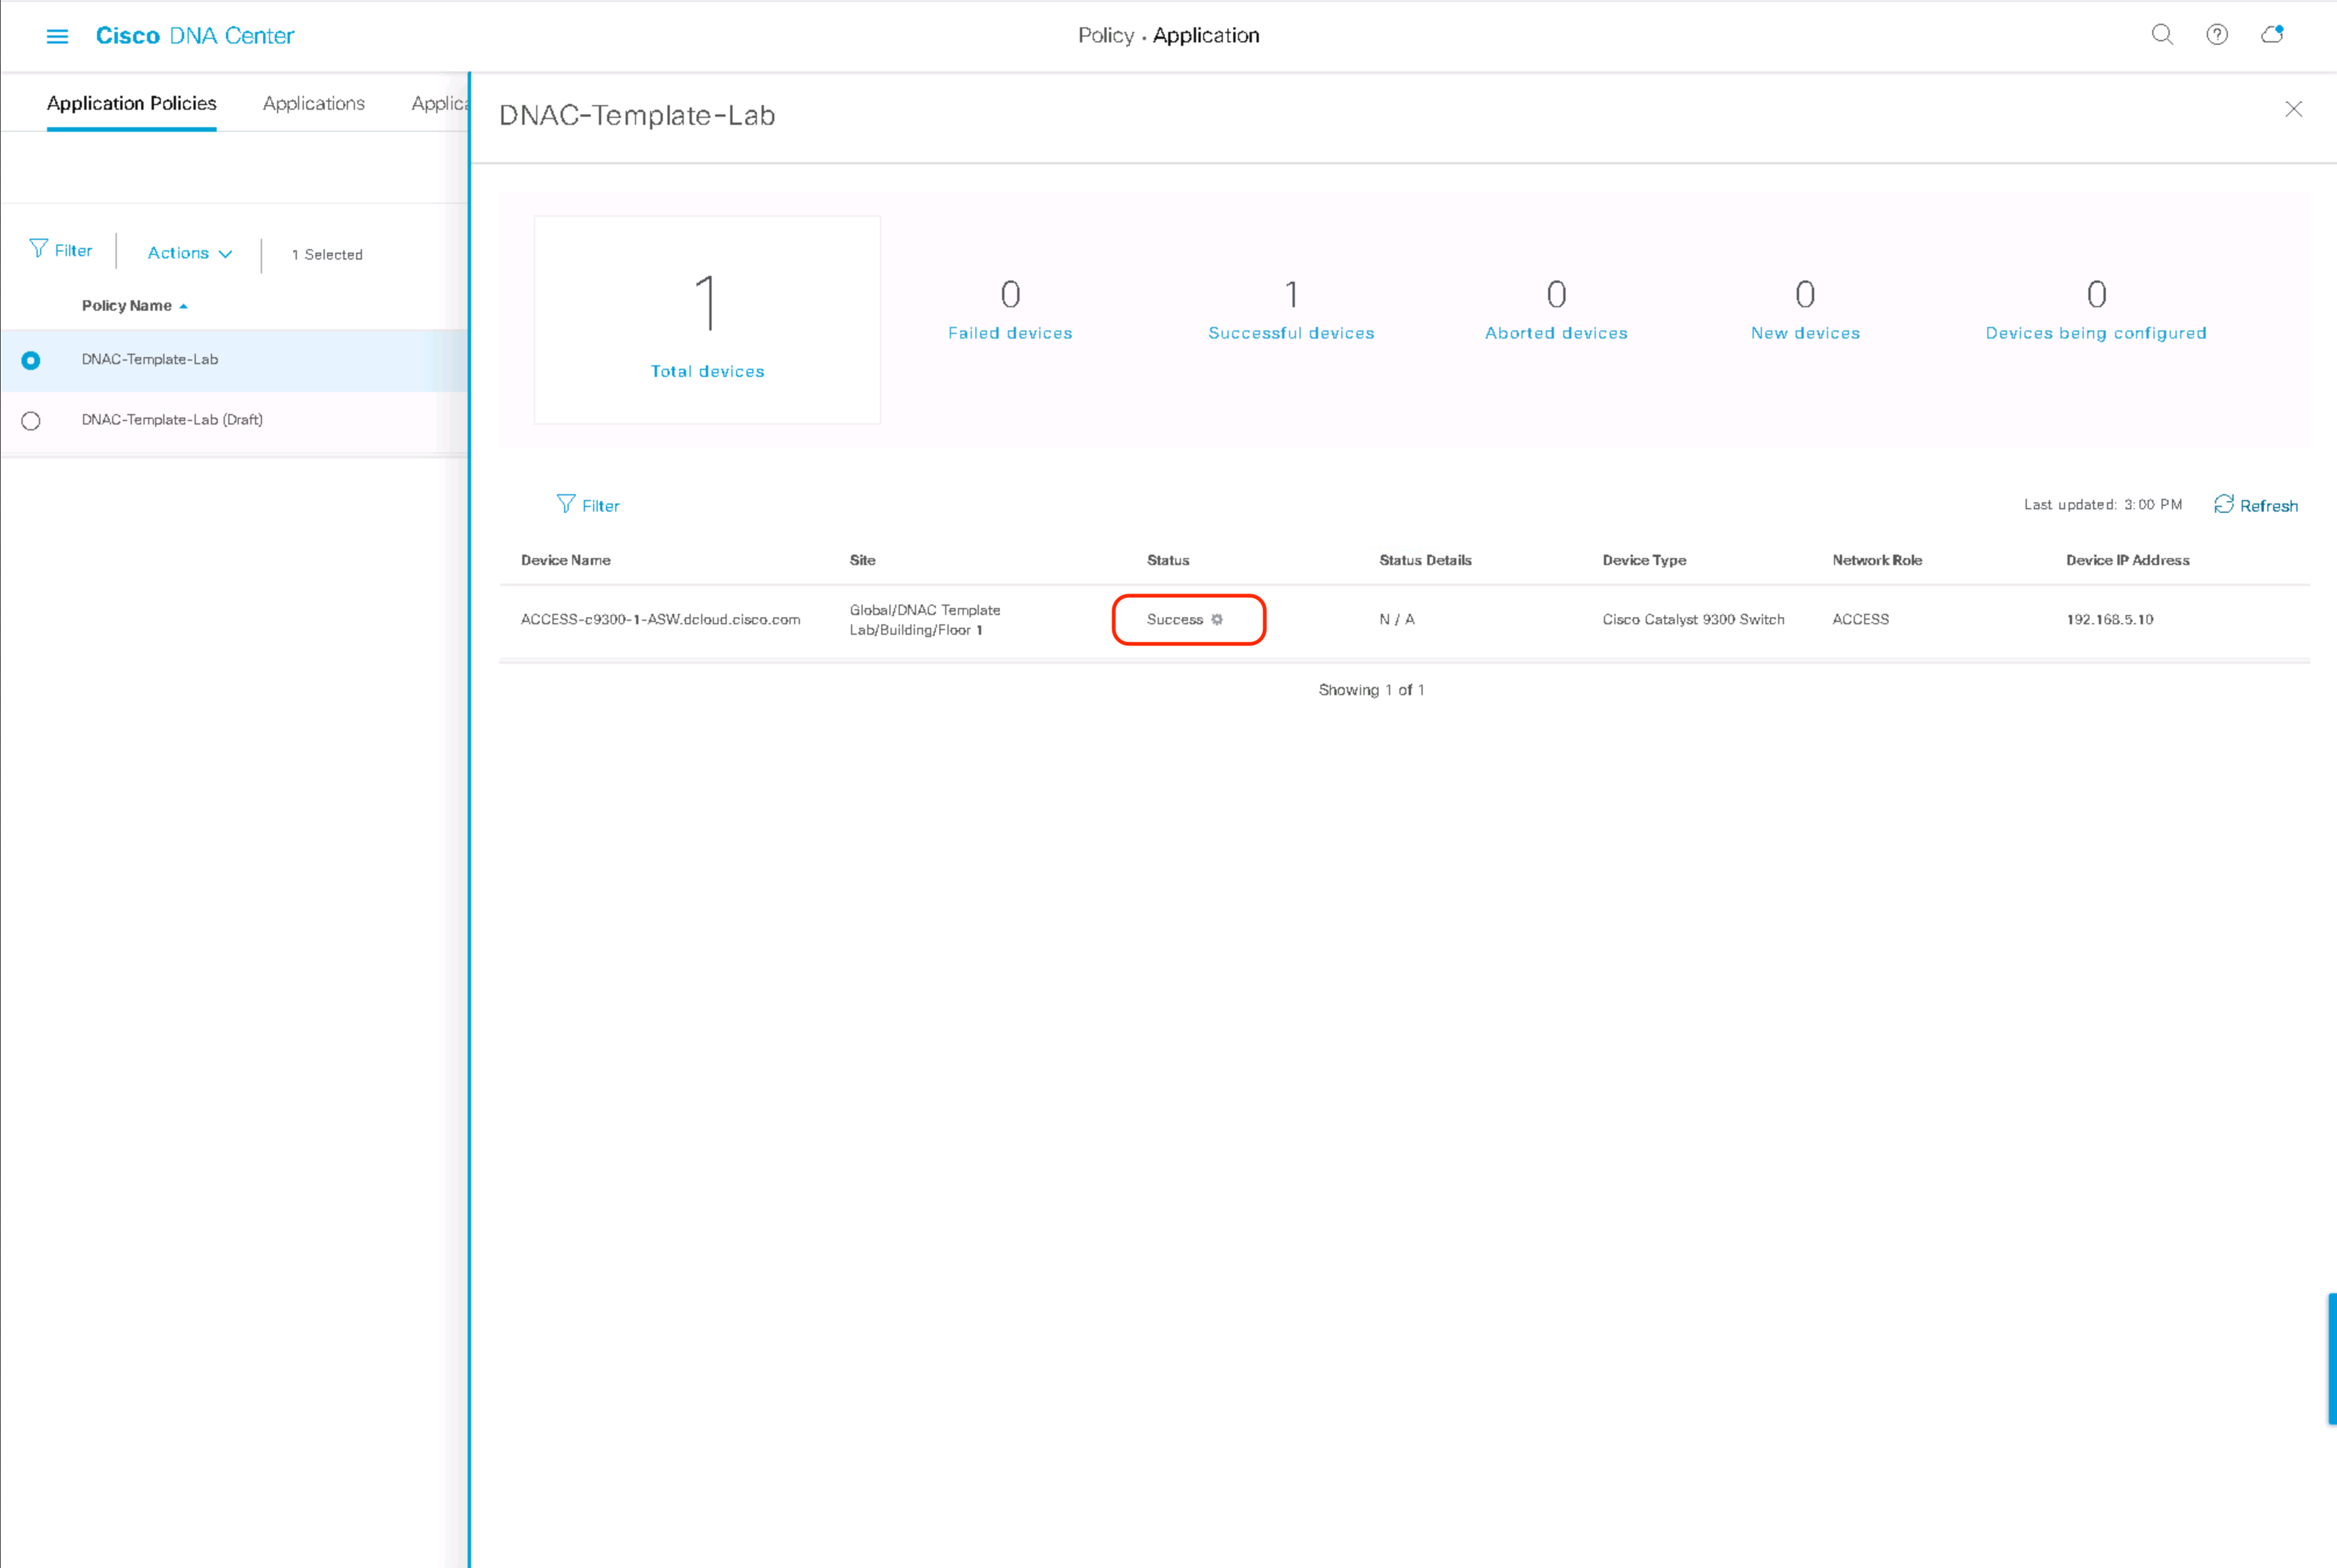 Cisco DNA Center
Policy • Application
Application Policies Applications Applica
DNAC-Template-Lab
Filter Actions 1 Selected
Policy Name
DNAC-Template-Lab
DNAC-Template-Lab (Draft)
1
Total devices
0
Failed devices
1
Successful devices
0
Aborted devices
0
New devices
0
Devices being configured
Filter
Last updated: 3:00 PM Refresh
Device Name Site Status Status Details Device Type Network Role Device IP Address
ACCESS-c9300-1-ASW.dcloud.cisco.com Global/DNAC Template Lab/Building/Floor 1 Success N / A Cisco Catalyst 9300 Switch ACCESS 192.168.5.10
Showing 1 of 1